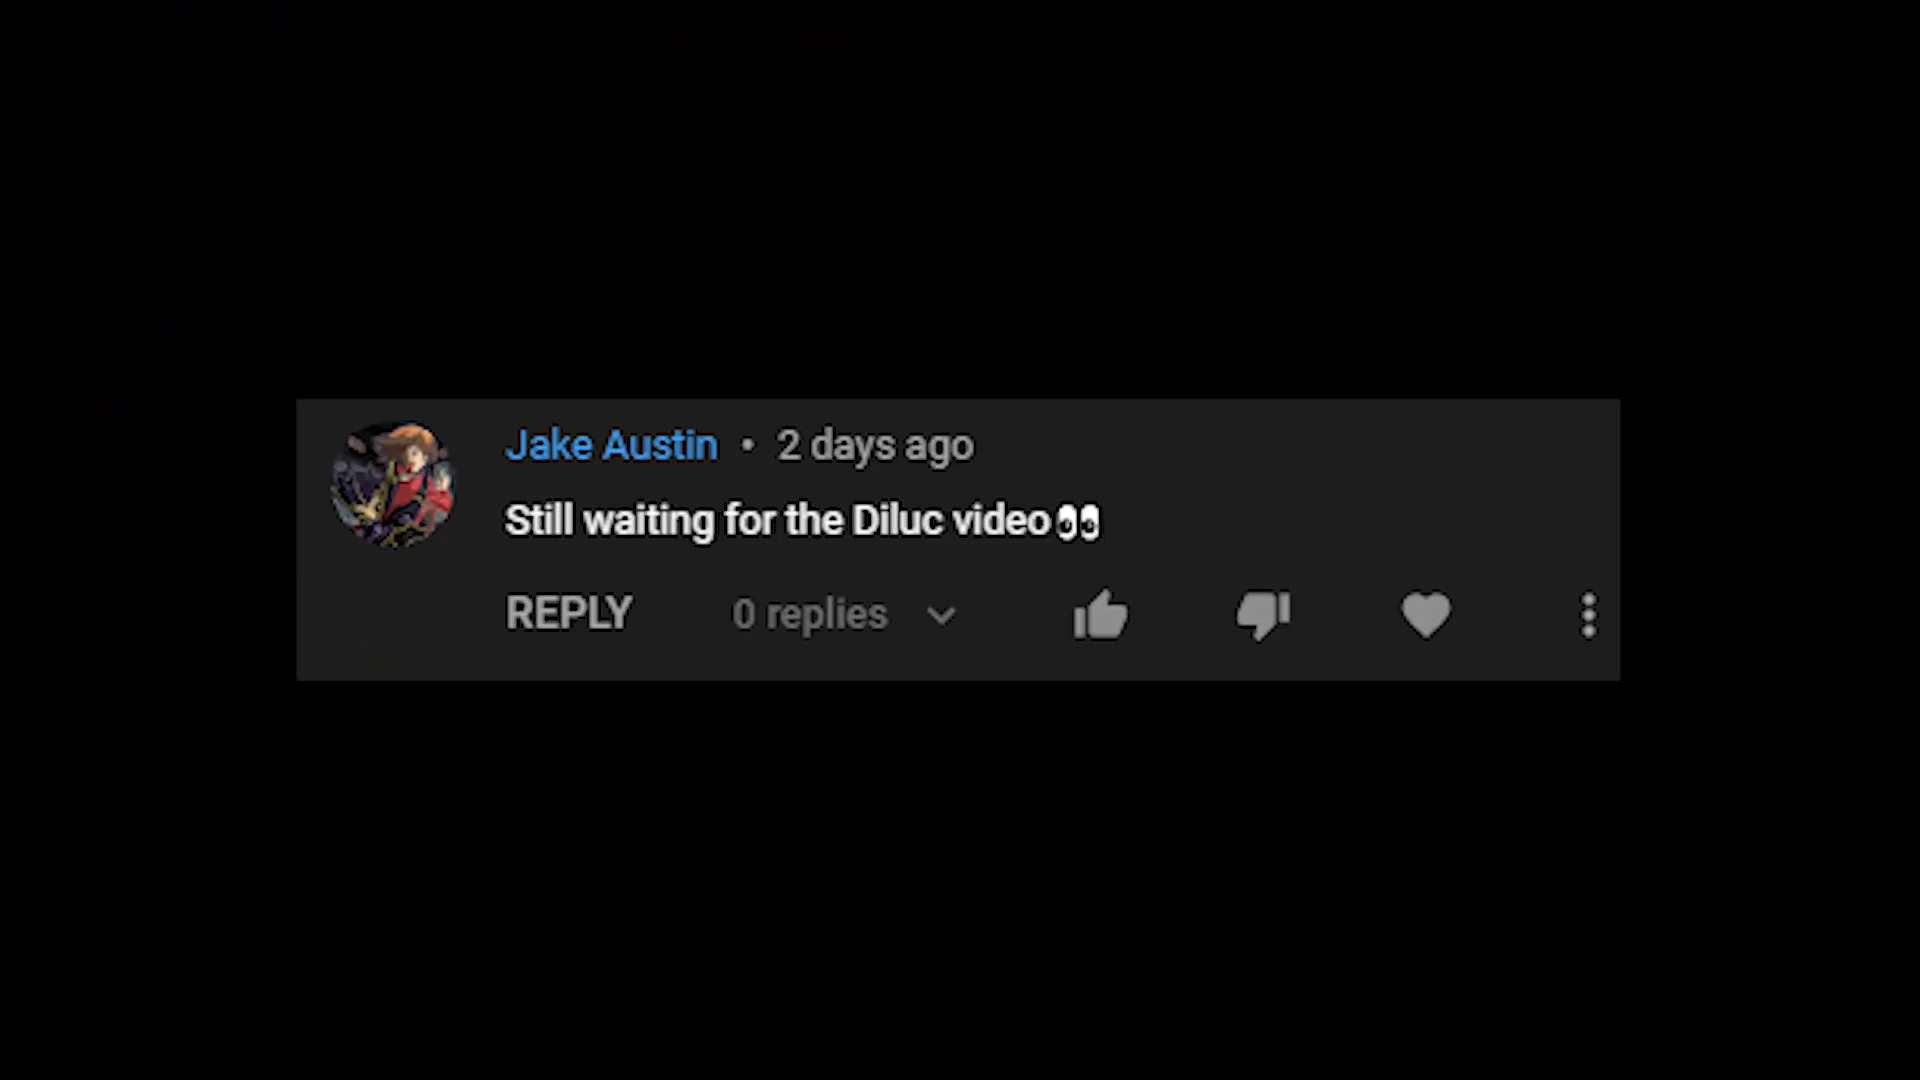 Jake Austin • 2 days ago
Still waiting for the Diluc video👀
REPLY 0 replies